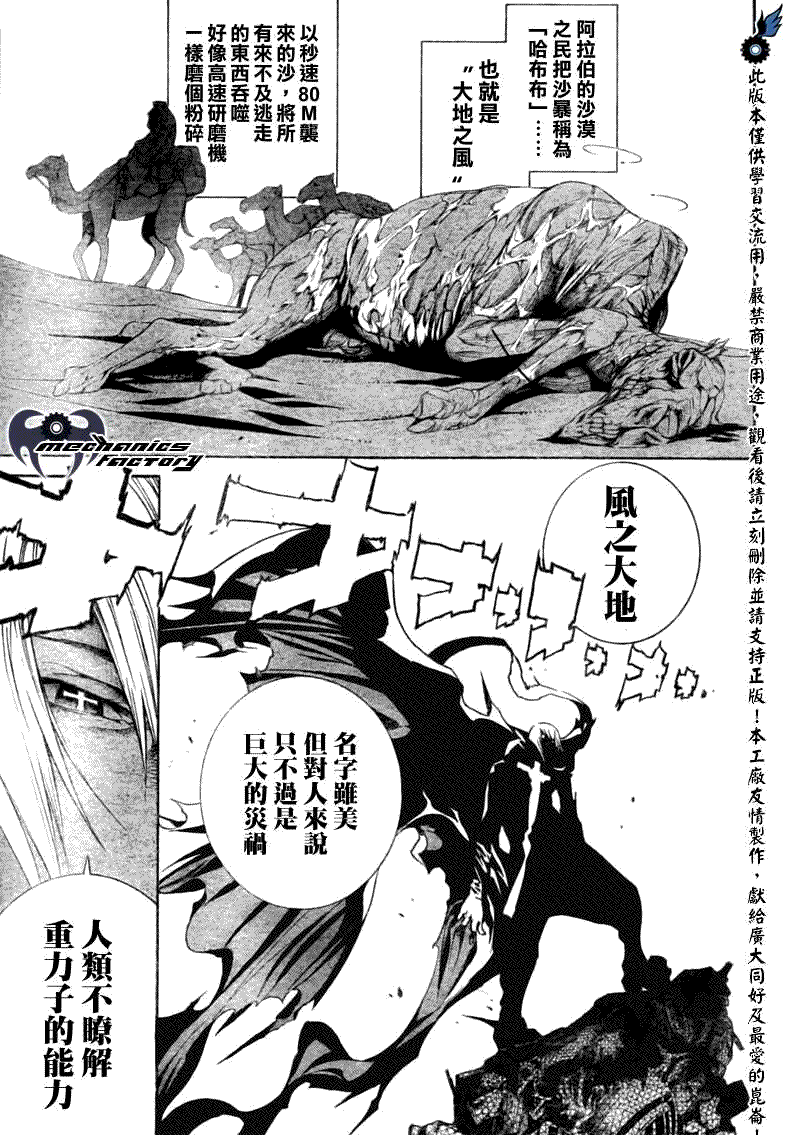 阿拉伯的沙漠
之民把沙暴稱為
「哈布布」……
也就是
〝大地之風〞
以秒速80M襲
來的沙，將所
有來不及逃走
的東西吞噬
好像高速研磨機
一樣磨個粉碎
mechanics
factory
風之大地
名字雖美
但對人來說
只不過是
巨大的災禍
人類不瞭解
重力子的能力
此版本僅供學習交流用，嚴禁商業用途，觀看後請立刻刪除並請支持正版！本工廠友情製作，獻給廣大同好及最愛的崑崙！